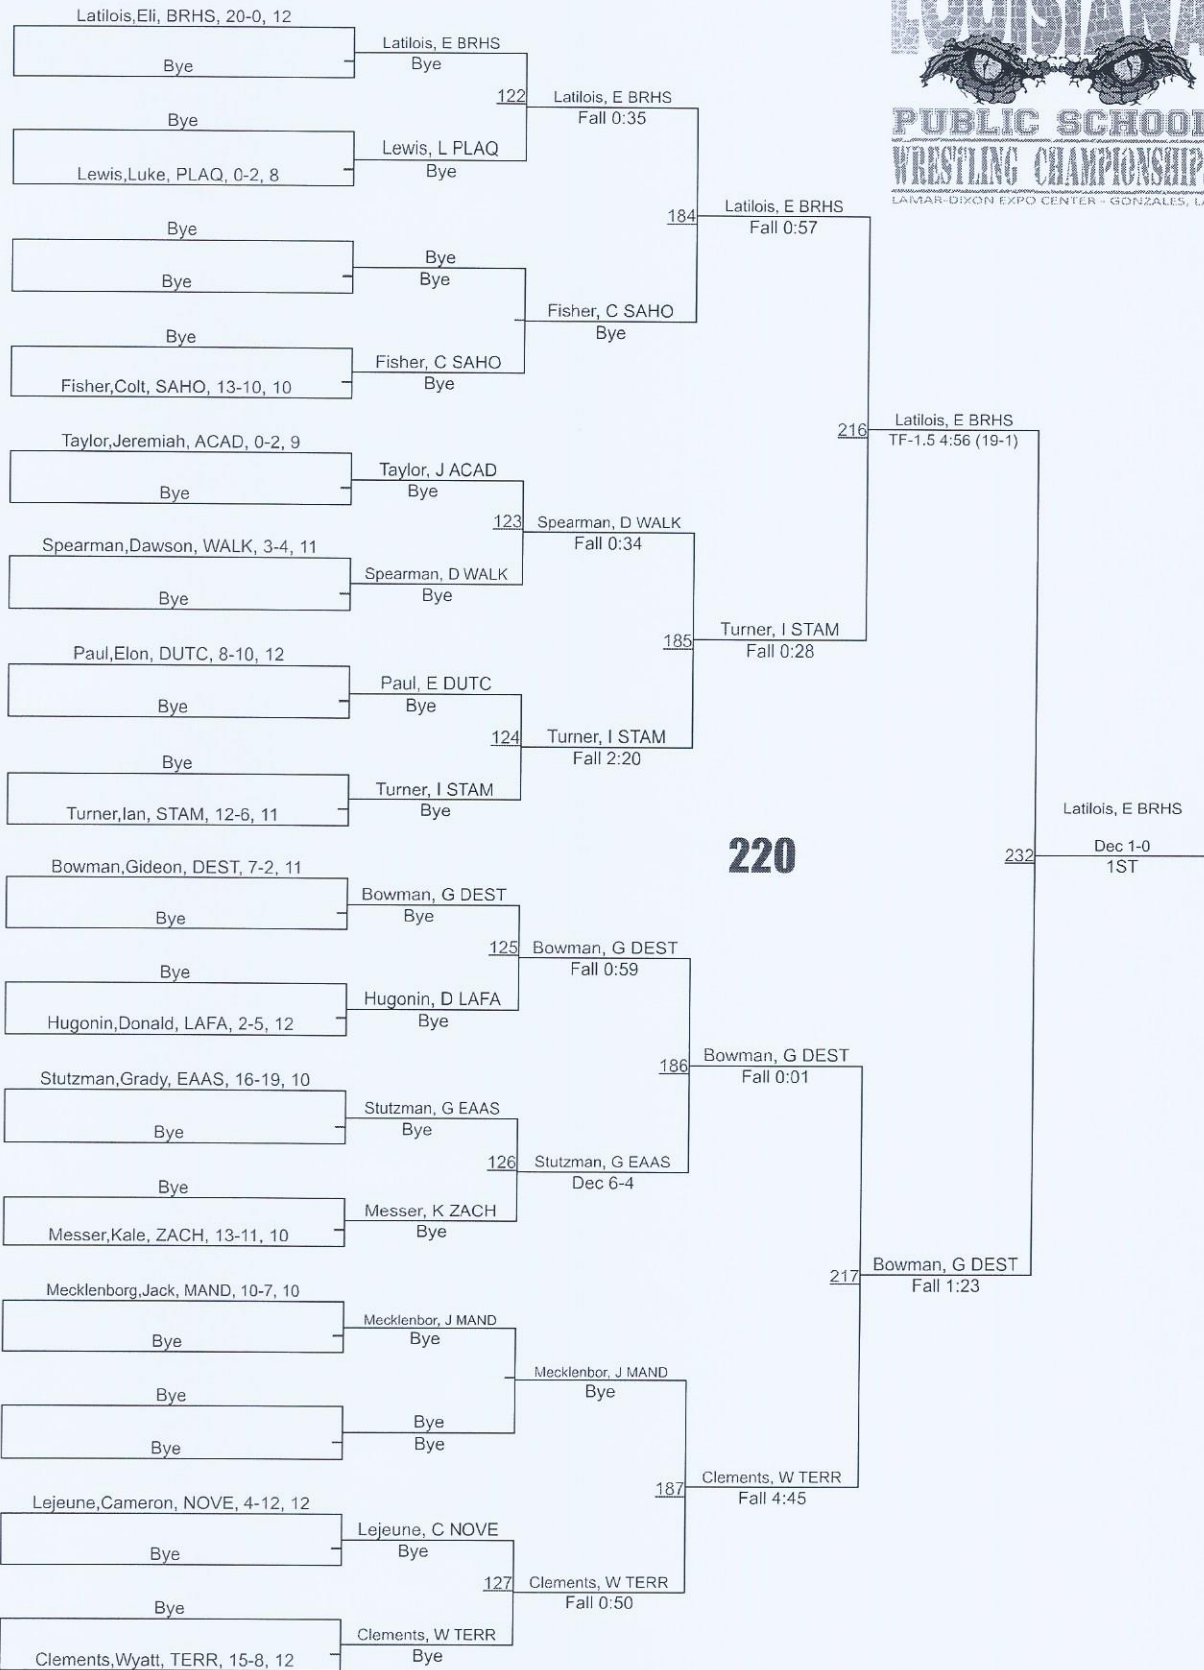 LOUISIANA
PUBLIC SCHOOL
WRESTLING CHAMPIONSHIP
LAMAR-DIXON EXPO CENTER - GONZALES, LA
Latilois,Eli, BRHS, 20-0, 12
Bye
Bye
Lewis,Luke, PLAQ, 0-2, 8
Bye
Bye
Bye
Fisher,Colt, SAHO, 13-10, 10
Taylor,Jeremiah, ACAD, 0-2, 9
Bye
Spearman,Dawson, WALK, 3-4, 11
Bye
Paul,Elon, DUTC, 8-10, 12
Bye
Bye
Turner,Ian, STAM, 12-6, 11
Bowman,Gideon, DEST, 7-2, 11
Bye
Bye
Hugonin,Donald, LAFA, 2-5, 12
Stutzman,Grady, EAAS, 16-19, 10
Bye
Bye
Messer,Kale, ZACH, 13-11, 10
Mecklenborg,Jack, MAND, 10-7, 10
Bye
Bye
Bye
Lejeune,Cameron, NOVE, 4-12, 12
Bye
Bye
Clements,Wyatt, TERR, 15-8, 12
Latilois, E BRHS
Bye
122
Lewis, L PLAQ
Bye
Bye
Bye
Fisher, C SAHO
Bye
Taylor, J ACAD
Bye
123
Spearman, D WALK
Bye
Paul, E DUTC
Bye
124
Turner, I STAM
Bye
Bowman, G DEST
Bye
125
Hugonin, D LAFA
Bye
Stutzman, G EAAS
Bye
126
Messer, K ZACH
Bye
Mecklenbor, J MAND
Bye
Bye
Bye
Lejeune, C NOVE
Bye
127
Clements, W TERR
Bye
Latilois, E BRHS
Fall 0:35
184
Fisher, C SAHO
Bye
Spearman, D WALK
Fall 0:34
185
Turner, I STAM
Fall 2:20
Bowman, G DEST
Fall 0:59
186
Stutzman, G EAAS
Dec 6-4
Mecklenbor, J MAND
Bye
187
Clements, W TERR
Fall 0:50
Latilois, E BRHS
Fall 0:57
216
Turner, I STAM
Fall 0:28
220
Bowman, G DEST
Fall 0:01
217
Clements, W TERR
Fall 4:45
Latilois, E BRHS
TF-1.5 4:56 (19-1)
232
Bowman, G DEST
Fall 1:23
Latilois, E BRHS
Dec 1-0
1ST